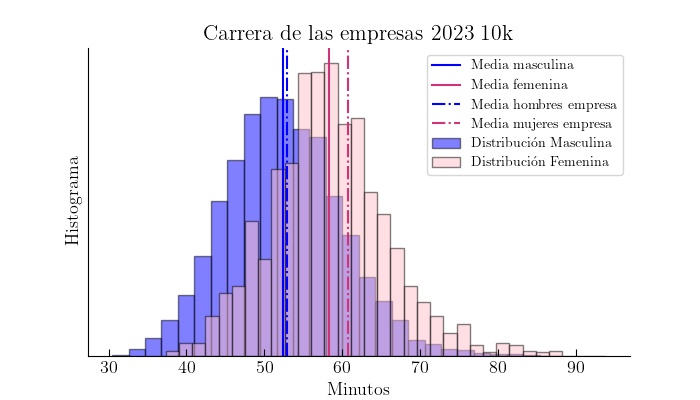 Carrera de las empresas 2023 10k
Media masculina
Media femenina
Media hombres empresa
Media mujeres empresa
Distribución Masculina
Distribución Femenina
Histograma
30 40 50 60 70 80 90
Minutos